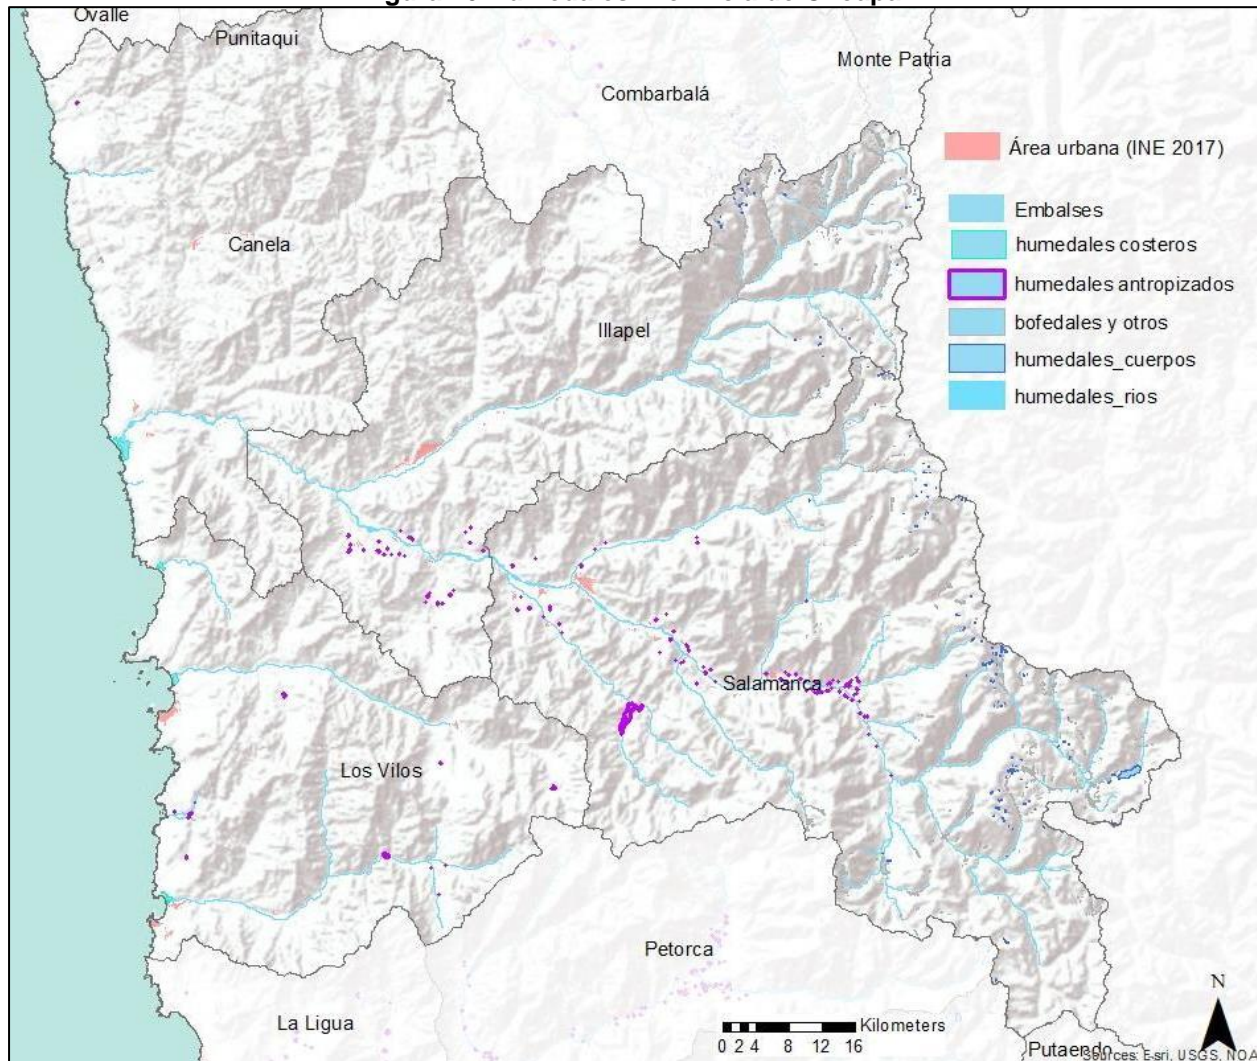 Ovalle
Punitaqui
Monte Patria
Combarbalá
Área urbana (INE 2017)
Embalses
humedales costeros
humedales antropizados
bofedales y otros
humedales_cuerpos
humedales_rios
Canela
Illapel
Salamanca
Los Vilos
Petorca
La Ligua
N
Kilometers
0 2 4 8 12 16
Putaendo
Sources: Esri, USGS, NOA